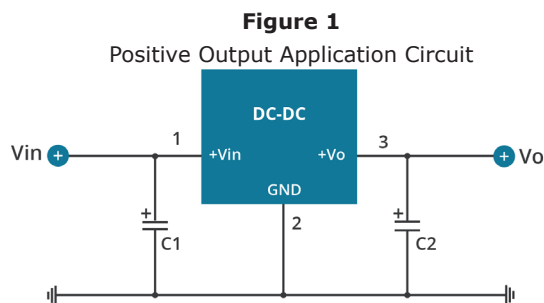 Figure 1
Positive Output Application Circuit
DC-DC
Vin + 1 +Vin +Vo 3 + Vo
GND
+ C1
2
+ C2